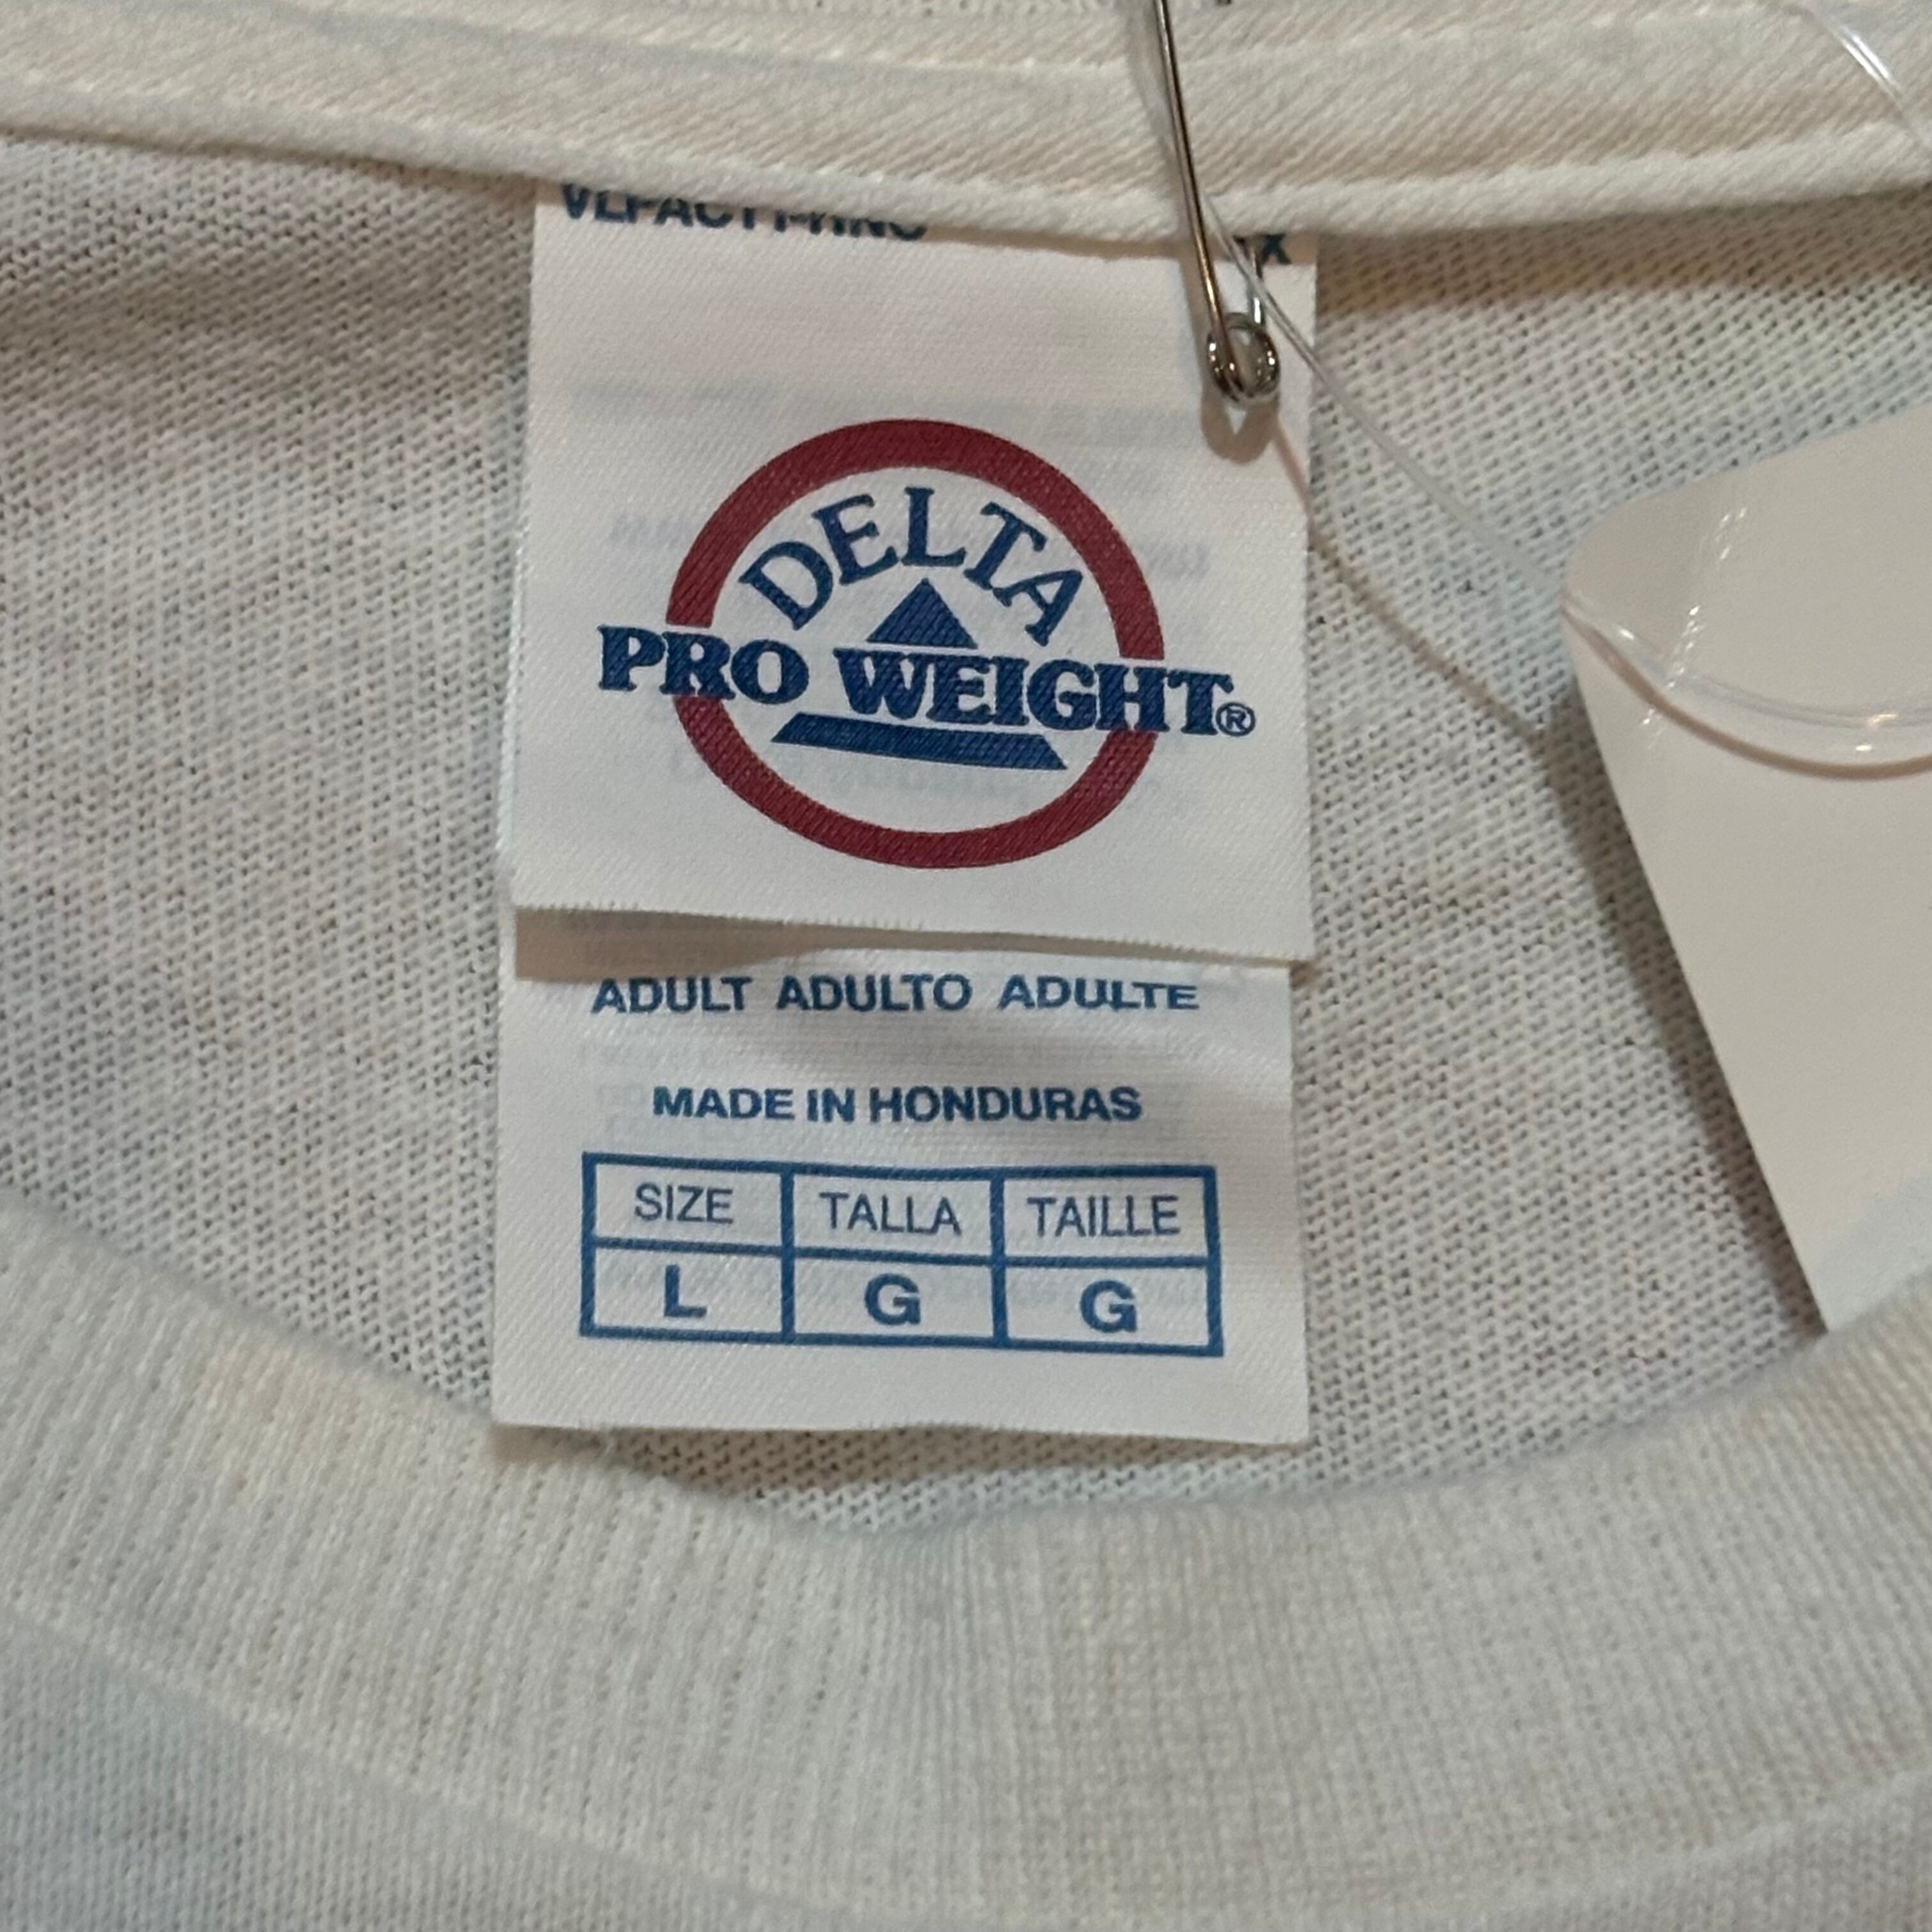 DELTA
PRO WEIGHT®
ADULT ADULTO ADULTE
MADE IN HONDURAS
SIZE TALLA TAILLE
L G G